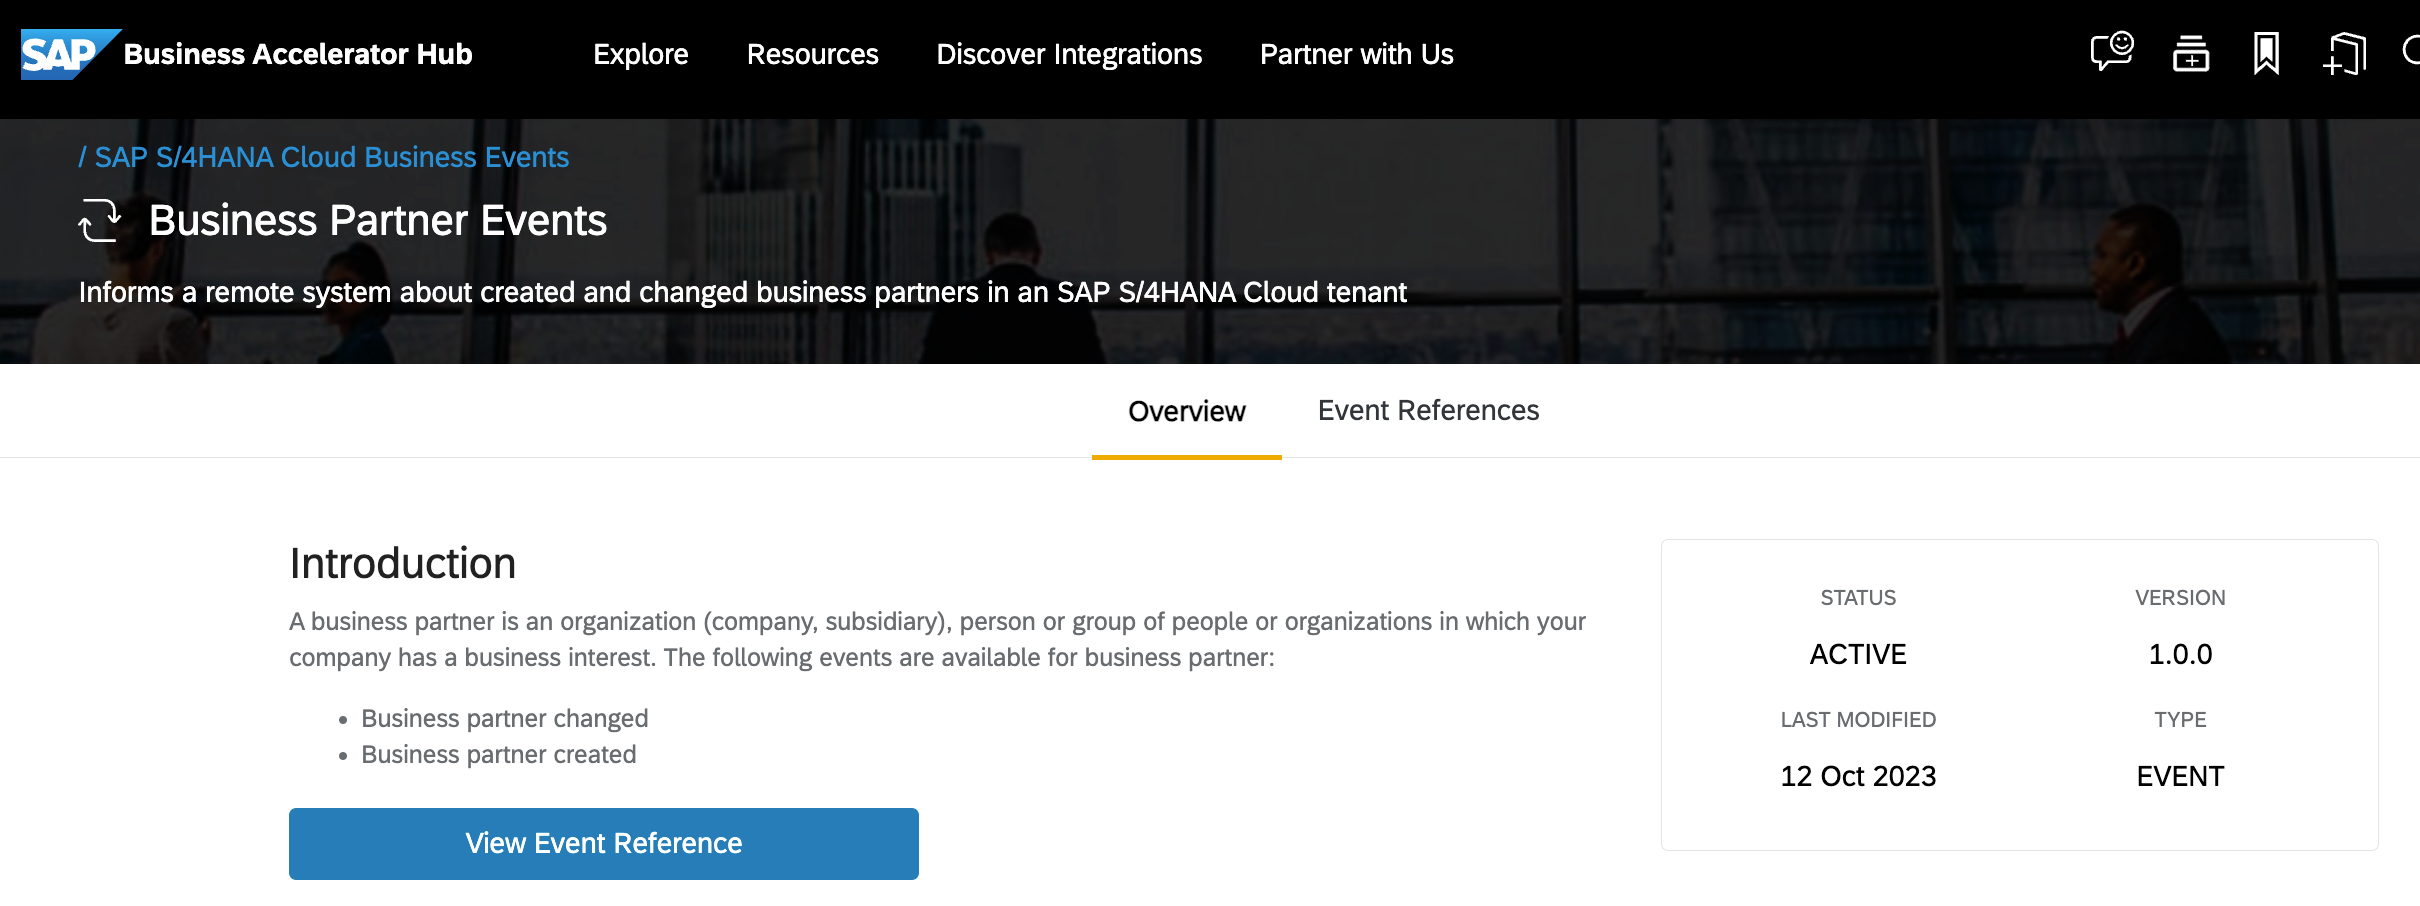 SAP Business Accelerator Hub Explore Resources Discover Integrations Partner with Us
/ SAP S/4HANA Cloud Business Events
Business Partner Events
Informs a remote system about created and changed business partners in an SAP S/4HANA Cloud tenant
Overview Event References
Introduction
A business partner is an organization (company, subsidiary), person or group of people or organizations in which your
company has a business interest. The following events are available for business partner:
• Business partner changed
• Business partner created
View Event Reference
STATUS VERSION
ACTIVE 1.0.0
LAST MODIFIED TYPE
12 Oct 2023 EVENT